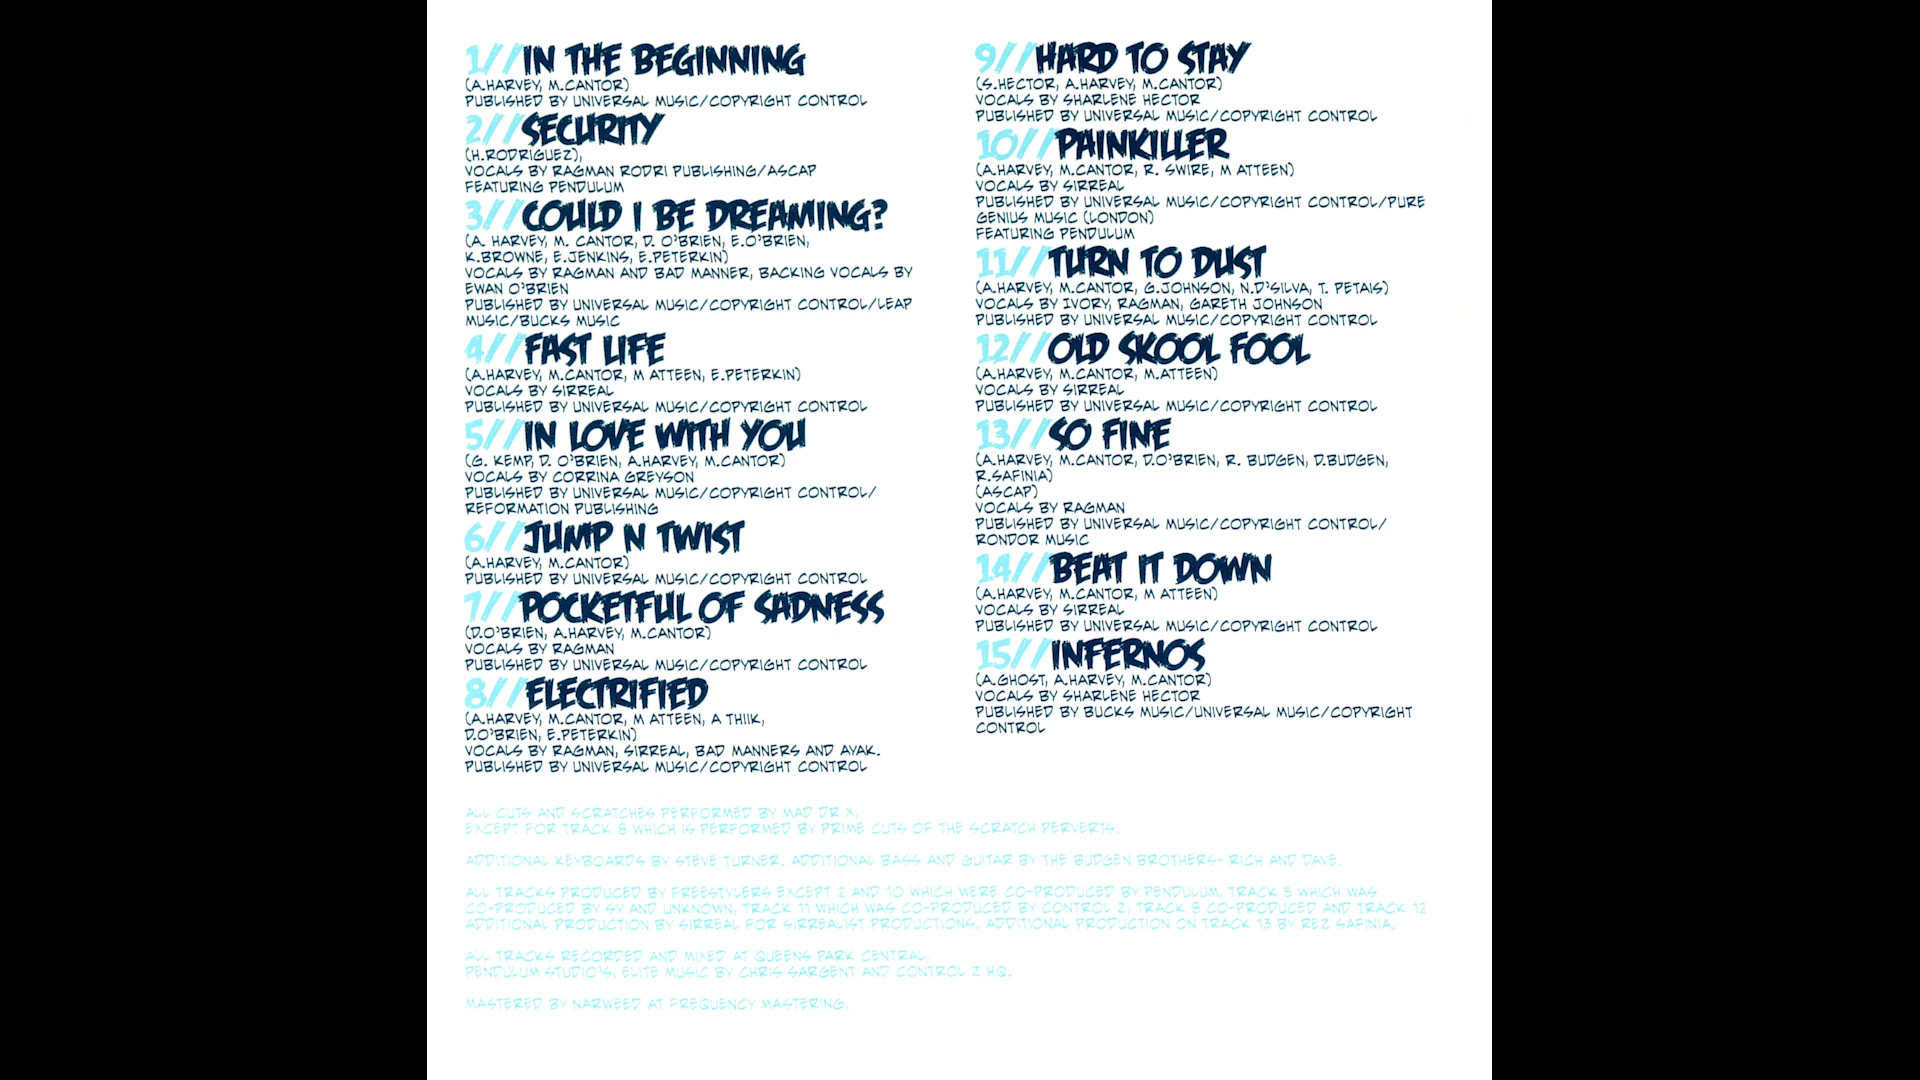 1//IN THE BEGINNING
(A.HARVEY, M.CANTOR)
PUBLISHED BY UNIVERSAL MUSIC/COPYRIGHT CONTROL
2//SECURITY
(H.RODRIGUEZ),
VOCALS BY RAGMAN RODRI PUBLISHING/ASCAP
FEATURING PENDULUM
3//COULD I BE DREAMING?
(A. HARVEY, M. CANTOR, D. O'BRIEN, E.O'BRIEN,
K.BROWNE, E.JENKINS, E.PETERKIN)
VOCALS BY RAGMAN AND BAD MANNER, BACKING VOCALS BY
EWAN O'BRIEN
PUBLISHED BY UNIVERSAL MUSIC/COPYRIGHT CONTROL/LEAP
MUSIC/BUCKS MUSIC
4//FAST LIFE
(A.HARVEY, M.CANTOR, M ATTEEN, E.PETERKIN)
VOCALS BY SIRREAL
PUBLISHED BY UNIVERSAL MUSIC/COPYRIGHT CONTROL
5//IN LOVE WITH YOU
(G. KEMP, D. O'BRIEN, A.HARVEY, M.CANTOR)
VOCALS BY CORRINA GREYSON
PUBLISHED BY UNIVERSAL MUSIC/COPYRIGHT CONTROL/
REFORMATION PUBLISHING
6//JUMP N TWIST
(A.HARVEY, M.CANTOR)
PUBLISHED BY UNIVERSAL MUSIC/COPYRIGHT CONTROL
7//POCKETFUL OF SADNESS
(D.O'BRIEN, A.HARVEY, M.CANTOR)
VOCALS BY RAGMAN
PUBLISHED BY UNIVERSAL MUSIC/COPYRIGHT CONTROL
8//ELECTRIFIED
(A.HARVEY, M.CANTOR, M ATTEEN, A THIIK,
D.O'BRIEN, E.PETERKIN)
VOCALS BY RAGMAN, SIRREAL, BAD MANNERS AND AYAK.
PUBLISHED BY UNIVERSAL MUSIC/COPYRIGHT CONTROL
9//HARD TO STAY
(S.HECTOR, A.HARVEY, M.CANTOR)
VOCALS BY SHARLENE HECTOR
PUBLISHED BY UNIVERSAL MUSIC/COPYRIGHT CONTROL
10//PAINKILLER
(A.HARVEY, M.CANTOR, R. SWIRE, M ATTEEN)
VOCALS BY SIRREAL
PUBLISHED BY UNIVERSAL MUSIC/COPYRIGHT CONTROL/PURE
GENIUS MUSIC (LONDON)
FEATURING PENDULUM
11//TURN TO DUST
(A.HARVEY, M.CANTOR, G.JOHNSON, N.D'SILVA, T. PETAIS)
VOCALS BY IVORY, RAGMAN, GARETH JOHNSON
PUBLISHED BY UNIVERSAL MUSIC/COPYRIGHT CONTROL
12//OLD SKOOL FOOL
(A.HARVEY, M.CANTOR, M.ATTEEN)
VOCALS BY SIRREAL
PUBLISHED BY UNIVERSAL MUSIC/COPYRIGHT CONTROL
13//SO FINE
(A.HARVEY, M.CANTOR, D.O'BRIEN, R. BUDGEN, D.BUDGEN,
R.SAFINIA)
(ASCAP)
VOCALS BY RAGMAN
PUBLISHED BY UNIVERSAL MUSIC/COPYRIGHT CONTROL/
RONDOR MUSIC
14//BEAT IT DOWN
(A.HARVEY, M.CANTOR, M ATTEEN)
VOCALS BY SIRREAL
PUBLISHED BY UNIVERSAL MUSIC/COPYRIGHT CONTROL
15//INFERNOS
(A.GHOST, A.HARVEY, M.CANTOR)
VOCALS BY SHARLENE HECTOR
PUBLISHED BY BUCKS MUSIC/UNIVERSAL MUSIC/COPYRIGHT
CONTROL
ALL CUTS AND SCRATCHES PERFORMED BY MAD DR X,
EXCEPT FOR TRACK 8 WHICH IS PERFORMED BY PRIME CUTS OF THE SCRATCH PERVERTS.
ADDITIONAL KEYBOARDS BY STEVE TURNER. ADDITIONAL BASS AND GUITAR BY THE BUDGEN BROTHERS- RICH AND DAVE.
ALL TRACKS PRODUCED BY FREESTYLERS EXCEPT 2 AND 10 WHICH WERE CO-PRODUCED BY PENDULUM, TRACK 5 WHICH WAS
CO-PRODUCED BY SY AND UNKNOWN, TRACK 11 WHICH WAS CO-PRODUCED BY CONTROL Z, TRACK 8 CO-PRODUCED AND TRACK 12
ADDITIONAL PRODUCTION BY SIRREAL FOR SIRREALIST PRODUCTIONS. ADDITIONAL PRODUCTION ON TRACK 13 BY REZ SAFINIA.
ALL TRACKS RECORDED AND MIXED AT QUEENS PARK CENTRAL,
PENDULUM STUDIO'S, ELITE MUSIC BY CHRIS SARGENT AND CONTROL Z HQ.
MASTERED BY NARWEED AT FREQUENCY MASTERING.